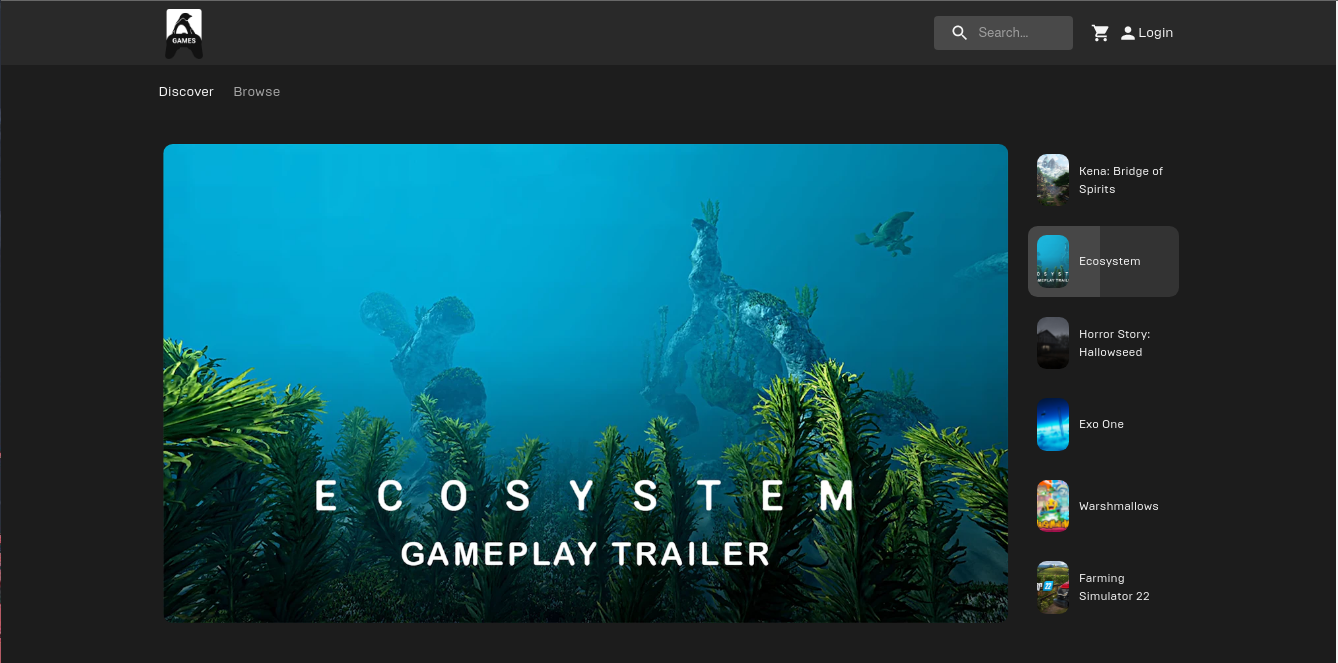 GAMES
Search...
Login
Discover
Browse
E C O S Y S T E M
GAMEPLAY TRAILER
Kena: Bridge of
Spirits
Ecosystem
Horror Story:
Hallowseed
Exo One
Warshmallows
22
Farming
Simulator 22